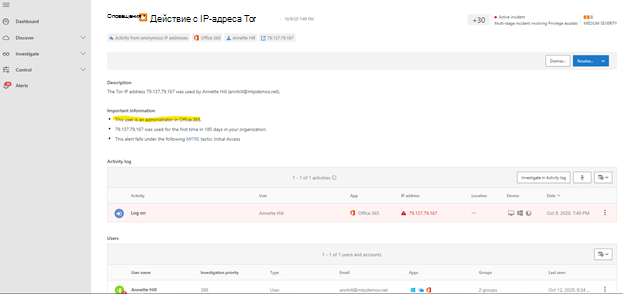 Dashboard
Discover
Investigate
Control
Alerts
Оповещения Действие с IP-адреса Tor
10/9/20 7:49 PM
+30
Active incident
Multi-stage incident involving Privilege escalati
MEDIUM SEVERITY
Activity from anonymous IP addresses
Office 365
Annette Hill
79.137.79.167
Dismiss...
Resolve...
Description
The Tor IP address 79.137.79.167 was used by Annette Hill (annhill@mtpdemos.net).
Important information
• This user is an administrator in Office 365.
• 79.137.79.167 was used for the first time in 180 days in your organization.
• This alert falls under the following MITRE tactic: Initial Access
Activity log
1 - 1 of 1 activities
Investigate in Activity log
Activity User App IP address Location Device Date
Log on Annette Hill Office 365 79.137.79.167 — Oct 9, 2020, 7:49 PM
Users
1 - 1 of 1 users and accounts
User name Investigation priority Type Email Apps Groups Last seen
Annette Hill 380 User annhill@mtpdemos.net 2 groups Oct 12, 2020, 8:34 ...